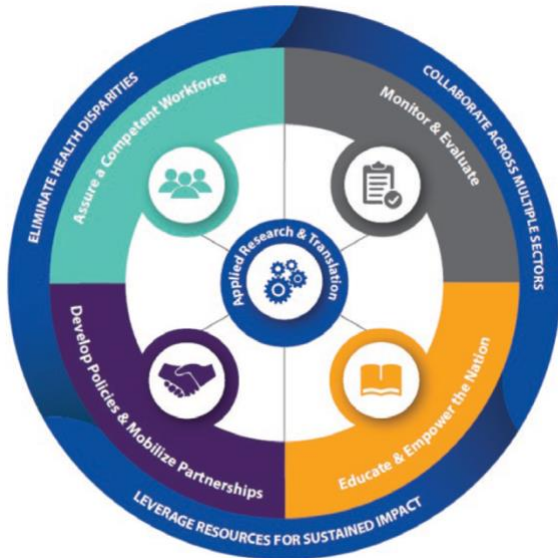 ELIMINATE HEALTH DISPARITIES
COLLABORATE ACROSS MULTIPLE SECTORS
Assure a Competent Workforce
Monitor & Evaluate
Applied Research & Translation
Develop Policies & Mobilize Partnerships
Educate & Empower the Nation
LEVERAGE RESOURCES FOR SUSTAINED IMPACT